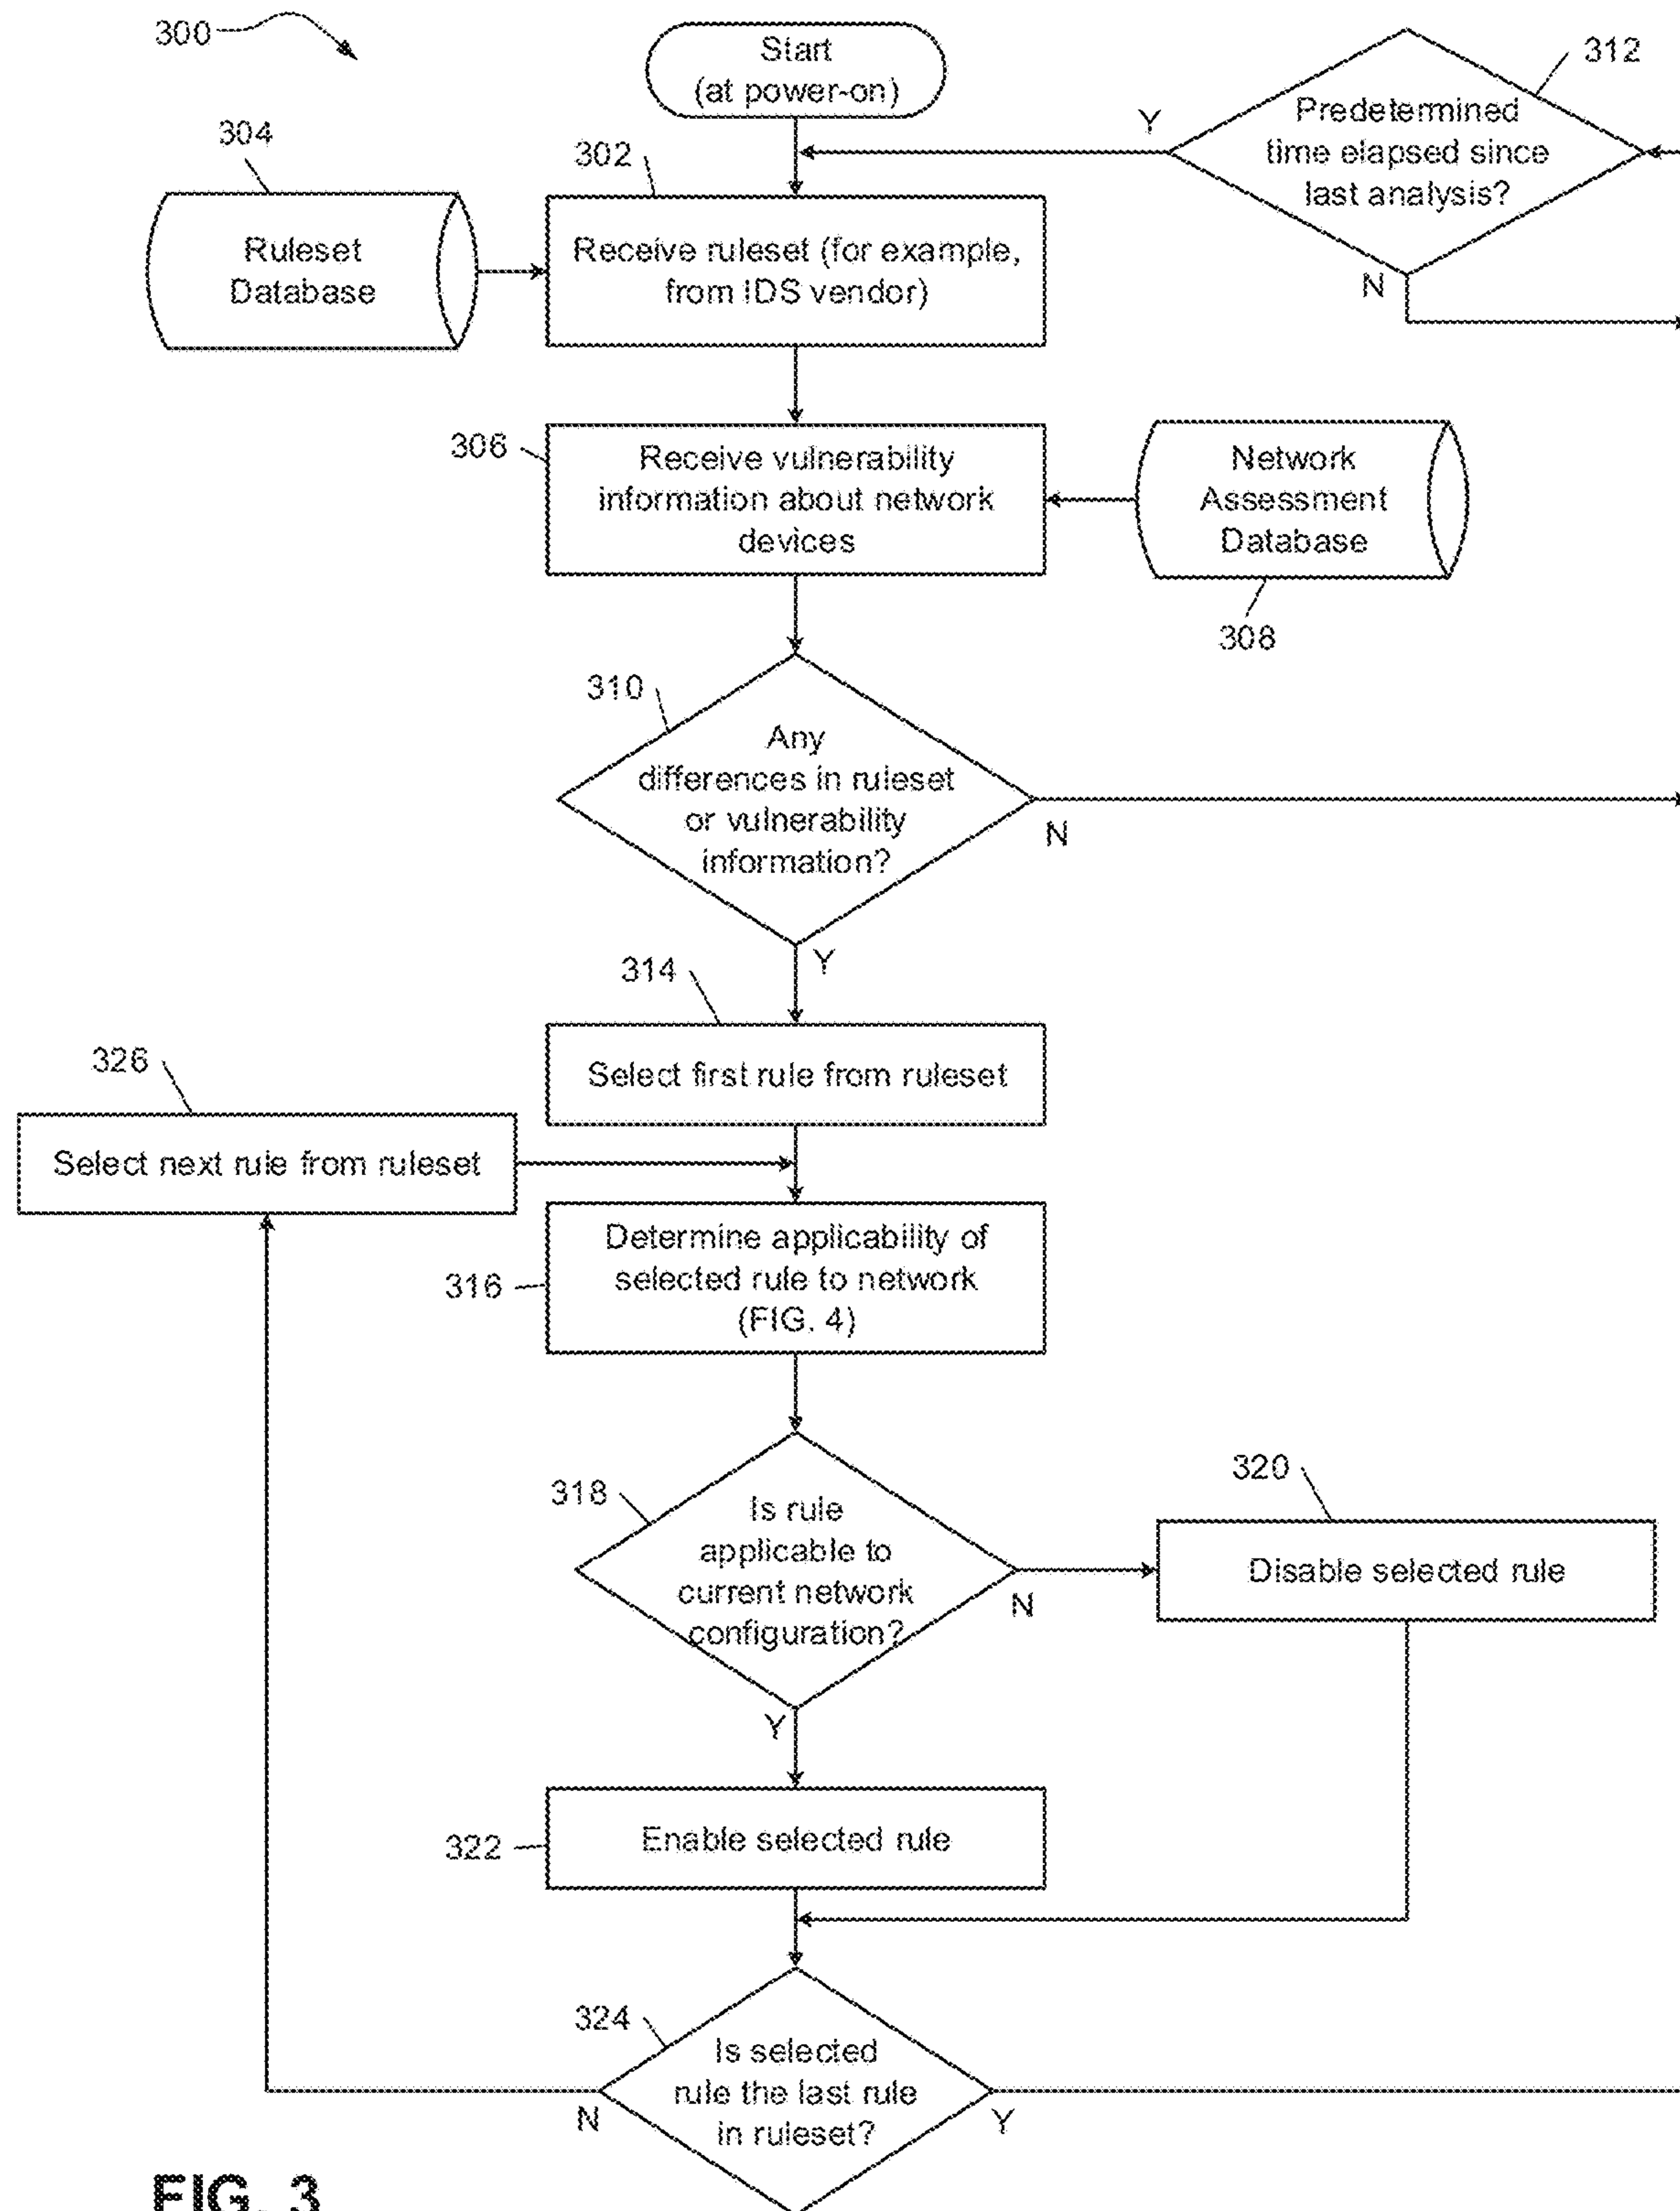 300
Start
(at power-on)
312
Predetermined
time elapsed since
last analysis?
Y
N
304
Ruleset
Database
302
Receive ruleset (for example,
from IDS vendor)
306
Receive vulnerability
information about network
devices
Network
Assessment
Database
308
310
Any
differences in ruleset
or vulnerability
information?
N
Y
314
Select first rule from ruleset
326
Select next rule from ruleset
316
Determine applicability of
selected rule to network
(FIG. 4)
318
Is rule
applicable to
current network
configuration?
N
Y
320
Disable selected rule
322
Enable selected rule
324
Is selected
rule the last rule
in ruleset?
N
Y
FIG. 3